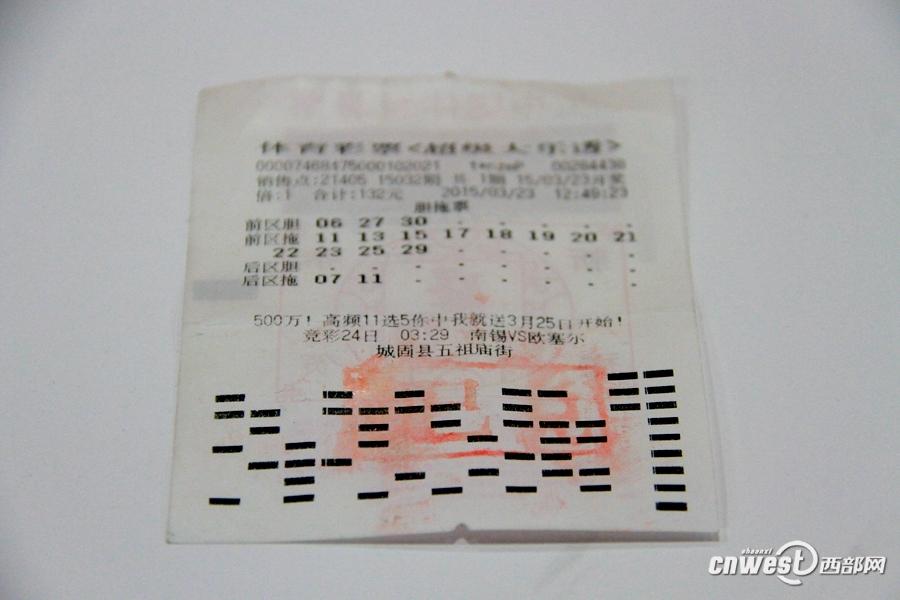 体育彩票<超级大乐透>
00007468475000102021 00264430
销售点:21405 15032期 共 1期 15/03/23开奖
倍:1 合计:132元 2015/03/23 12:49:23
胆拖票
前区胆 06 27 30 . . . . .
前区拖 11 13 15 17 18 19 20 21
22 23 25 29 . . . . .
后区胆 . . . . . . . .
后区拖 07 11 . . . . . .
500万! 高频11选5你中我就送3月25日开始!
竞彩24日 03:29 南锡VS欧塞尔
城固县五祖庙街
shaanxi
cnwest 西部网